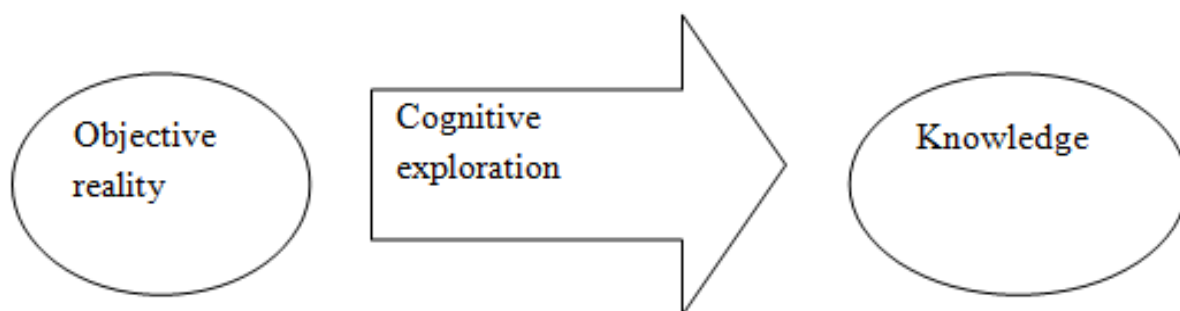 Objective
reality
Cognitive
exploration
Knowledge